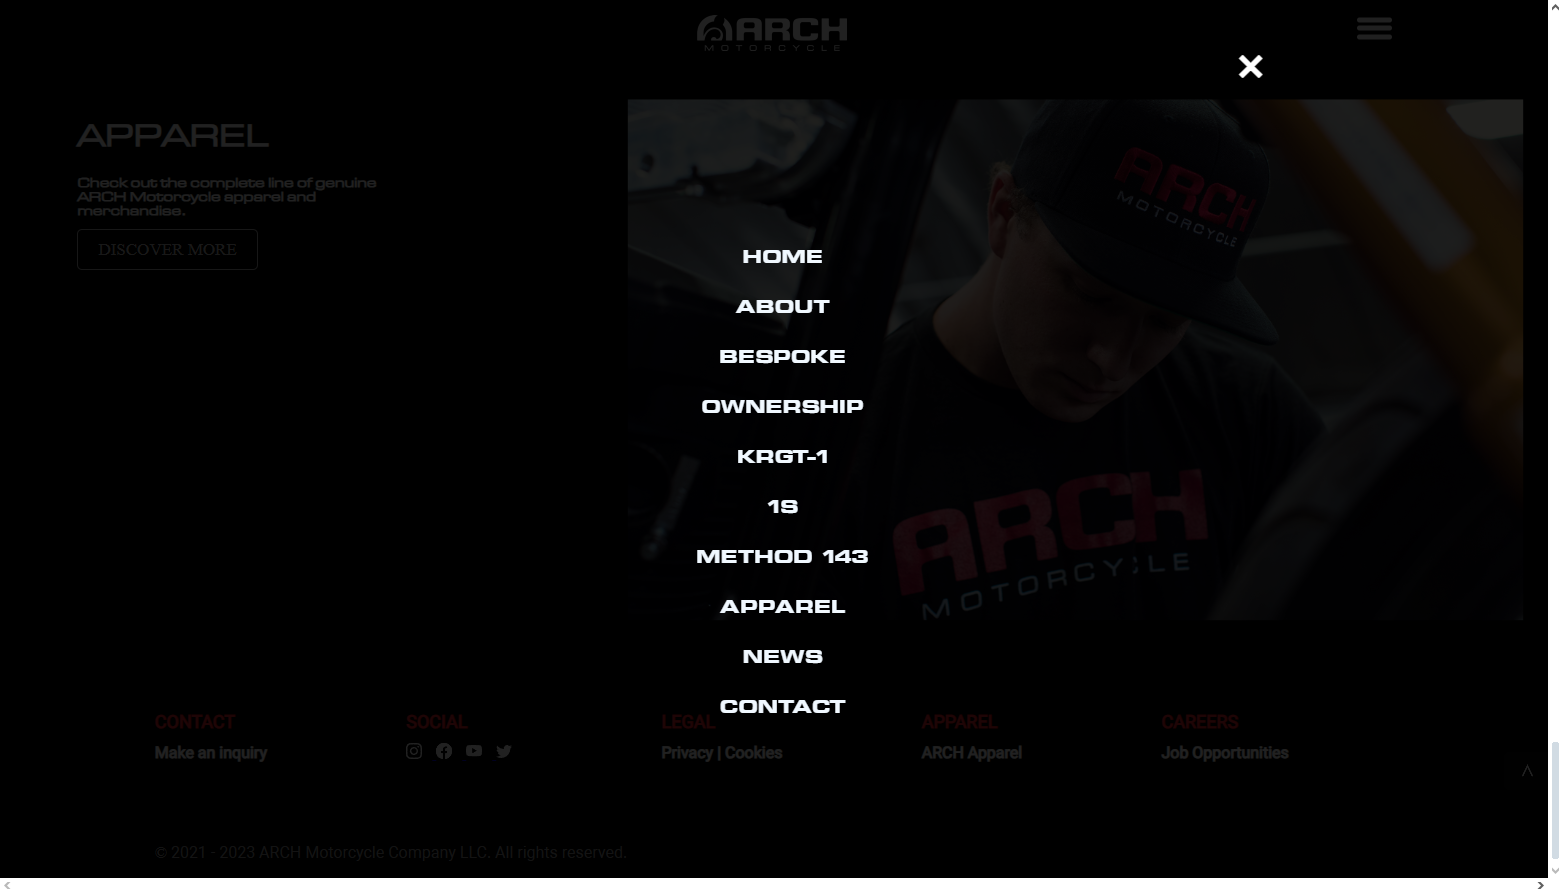 ARCH
MOTORCYCLE
APPAREL
Check out the complete line of genuine
ARCH Motorcycle apparel and
merchandise.
DISCOVER MORE
ARCH
MOTORCYCLE
ARCH
MOTORCYCLE
HOME
ABOUT
BESPOKE
OWNERSHIP
KRGT-1
1S
METHOD 143
APPAREL
NEWS
CONTACT
CONTACT
Make an inquiry
SOCIAL
LEGAL
Privacy | Cookies
APPAREL
ARCH Apparel
CAREERS
Job Opportunities
© 2021 - 2023 ARCH Motorcycle Company LLC. All rights reserved.